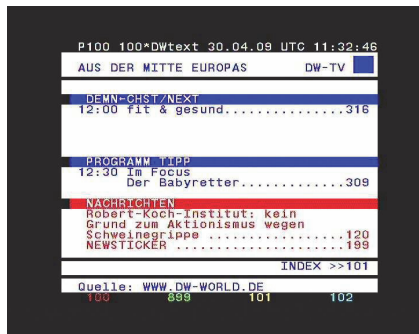 P100 100*DWtext 30.04.09 UTC 11:32:46
AUS DER MITTE EUROPAS DW-TV
DEMN-CHST/NEXT
12:00 fit & gesund..............316
PROGRAMM TIPP
12:30 Im Focus
Der Babyretter............309
NACHRICHTEN
Robert-Koch-Institut: kein
Grund zum Aktionismus wegen
Schweinegrippe ................120
NEWSTICKER ....................199
INDEX >>101
Quelle: WWW.DW-WORLD.DE
100 899 101 102